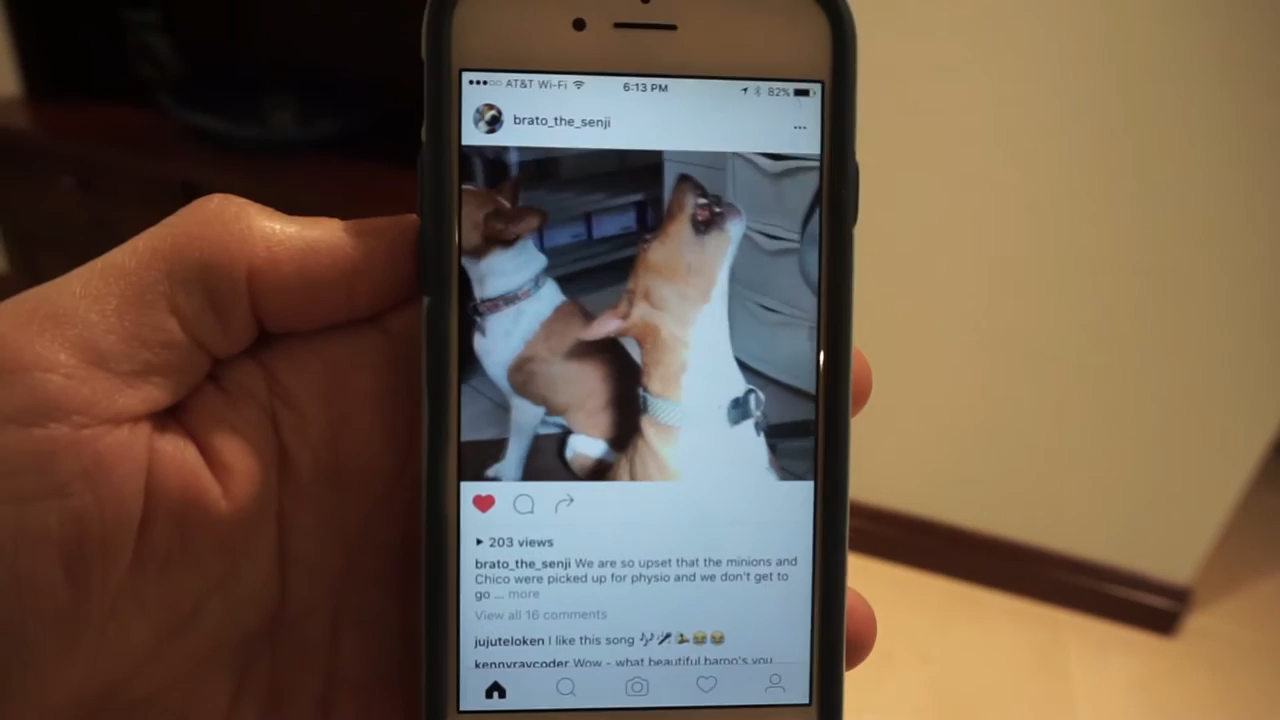 AT&T Wi-Fi 6:13 PM 82%
brato_the_senji
203 views
brato_the_senji We are so upset that the minions and
Chico were picked up for physio and we don't get to
go ... more
View all 16 comments
jujuteloken I like this song 🎶🎤💃😂😂
kennyraycoder Wow - what beautiful barno's you